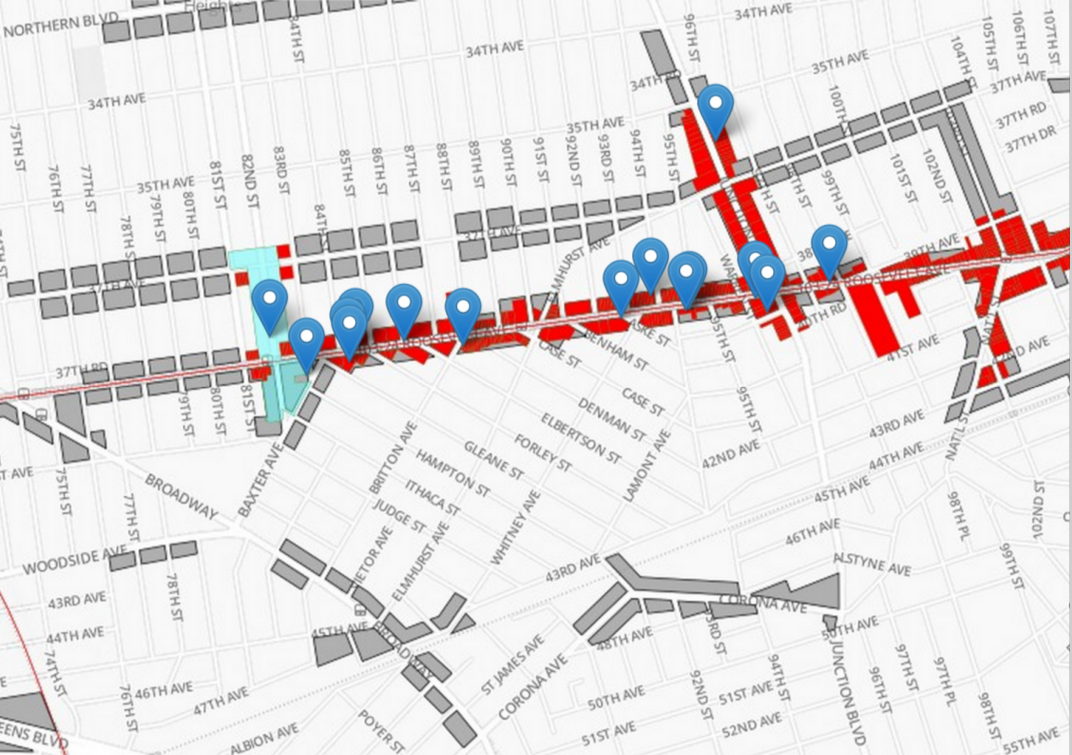 Heights
NORTHERN BLVD
34TH ST
34TH AVE
96TH ST
34TH AVE
104TH ST
105TH ST
106TH ST
107TH ST
34TH AVE
35TH AVE
37TH AVE
100TH ST
37TH RD
37TH DR
75TH ST
76TH ST
77TH ST
35TH AVE
81ST ST
82ND ST
83RD ST
85TH ST
86TH ST
87TH ST
88TH ST
89TH ST
90TH ST
91ST ST
92ND ST
93RD ST
94TH ST
95TH ST
35TH AVE
101ST ST
102ND ST
99TH ST
78TH ST
79TH ST
80TH ST
84TH
37TH AVE
ELMHURST AVE
39TH AVE
40TH RD
41ST AVE
37TH RD
79TH ST
80TH ST
81ST ST
CASE ST
DENHAM ST
95TH ST
CASE ST
DENMAN ST
95TH ST
43RD AVE
ELBERTSON ST
FORLEY ST
GLEANE ST
HAMPTON ST
ITHACA ST
JUDGE ST
BRITTON AVE
LAMONT AVE
42ND AVE
44TH AVE
45TH AVE
75TH ST
BROADWAY
BAXTER AVE
77TH ST
WHITNEY AVE
46TH AVE
98TH PL
102ND ST
WOODSIDE AVE
78TH ST
43RD AVE
ELMHURST AVE
43RD AVE
ALSTYNE AVE
99TH ST
CORONA AVE
44TH AVE
45TH AVE
BROADWAY
48TH AVE
93RD ST
50TH AVE
74TH ST
76TH ST
46TH AVE
47TH AVE
ST JAMES AVE
CORONA AVE
50TH AVE
51ST AVE
52ND AVE
51ST AVE
92ND ST
94TH ST
JUNCTION BLVD
96TH ST
97TH ST
97TH PL
98TH ST
55TH AVE
ALBION AVE
POYER ST